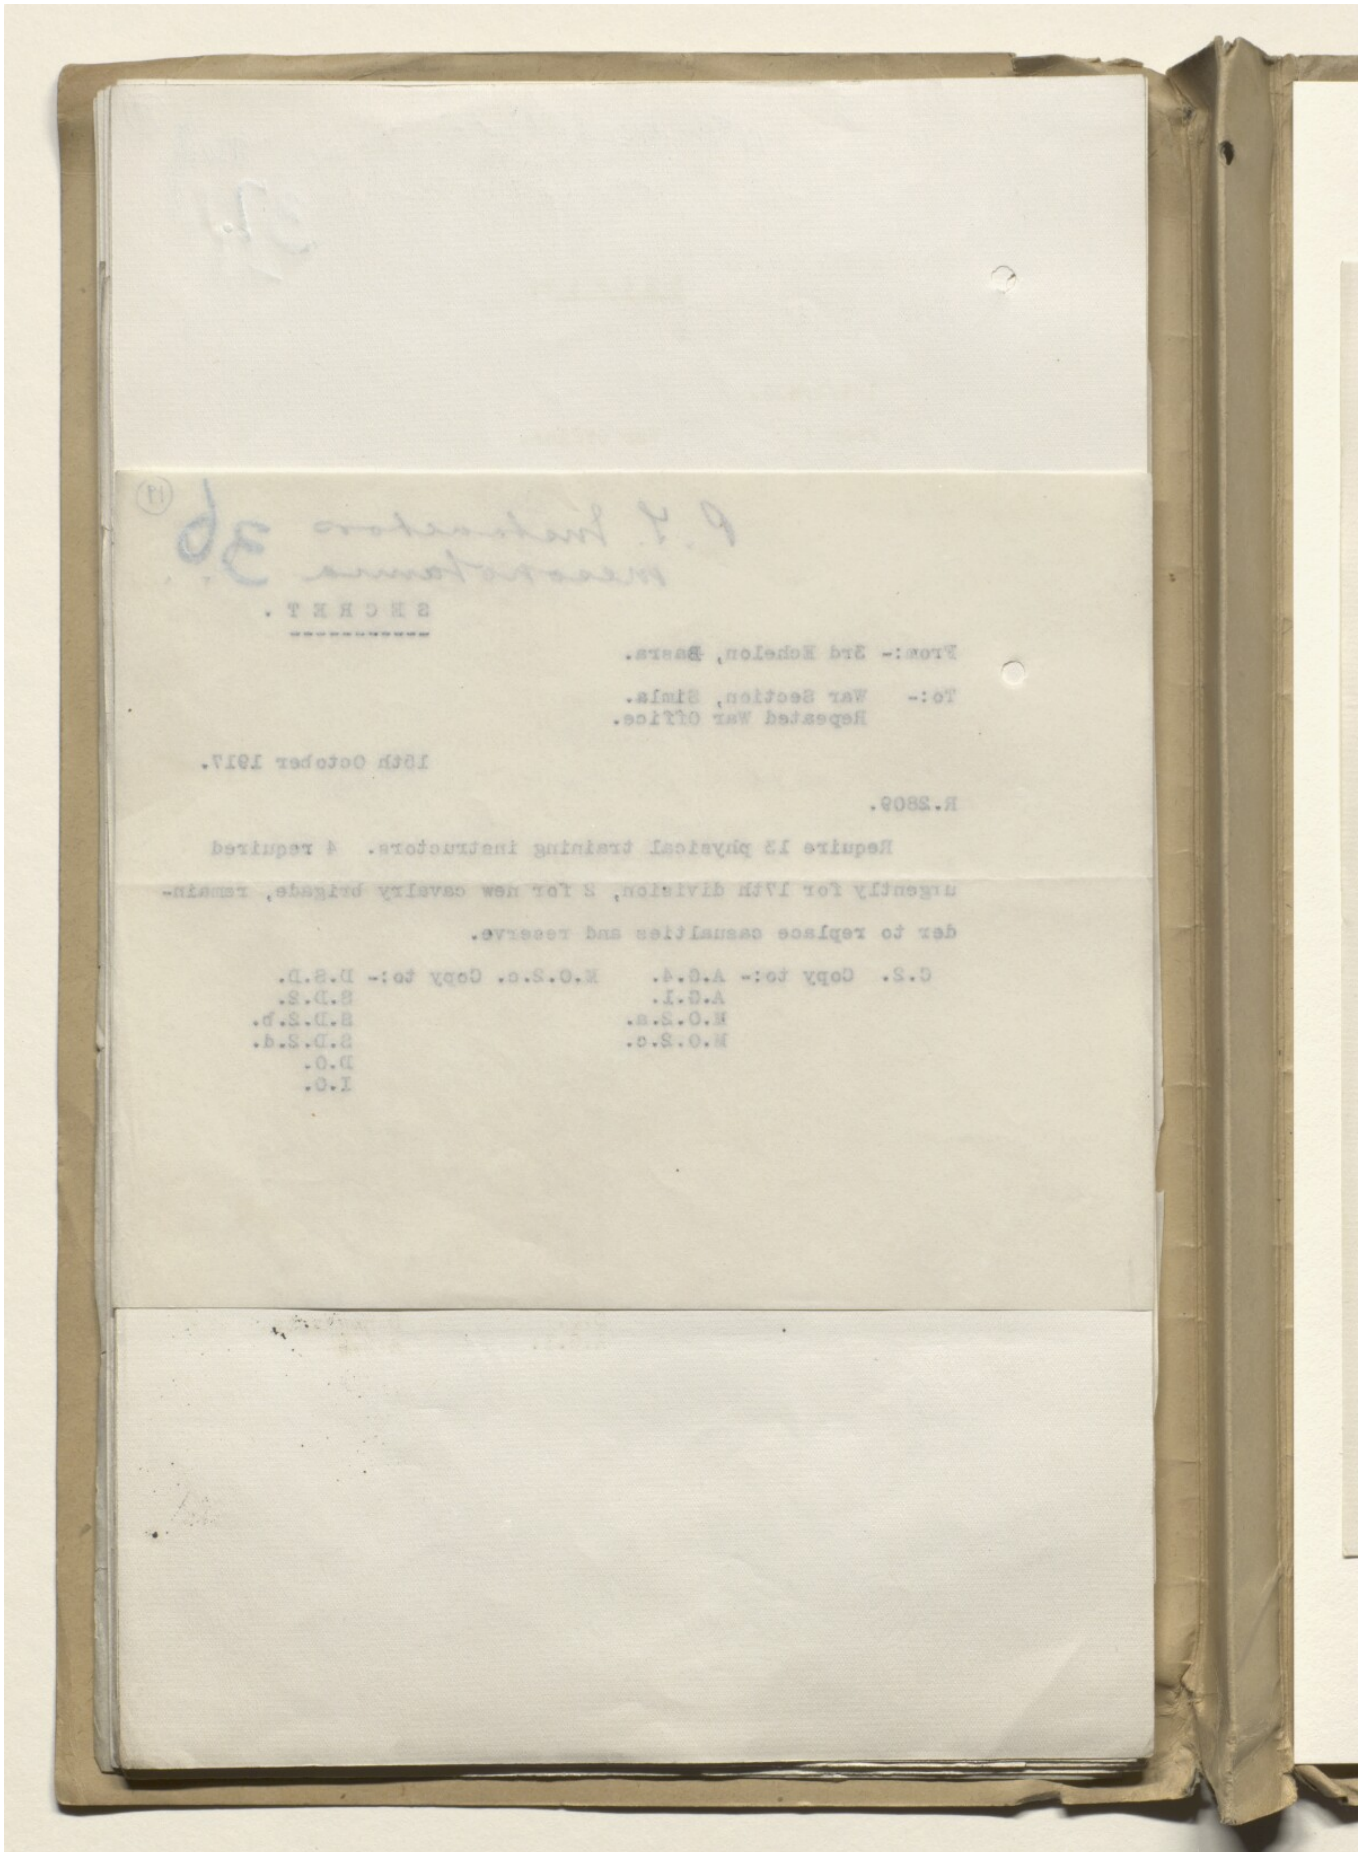 P. T. Instructors
36
19
Mesopotamia
SECRET.
From:- 3rd Echelon, Basra.
To:- War Section, Simla.
Repeated War Office.
15th October 1917.
R.2809.
Require 13 physical training instructors. 4 required
urgently for 17th division, 2 for new cavalry brigade, remain-
der to replace casualties and reserve.
C.2. Copy to:- A.G.4. M.O.2.c. Copy to:- D.S.D.
A.G.1. S.D.2.
M.O.2.a. S.D.2.b.
M.O.2.c. S.D.2.d.
D.O.
I.O.